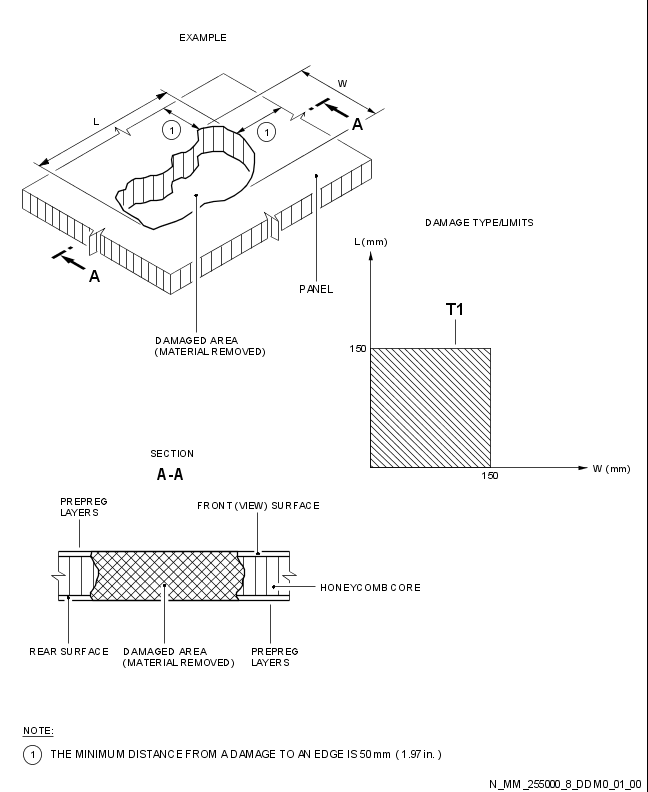 EXAMPLE
W
L
1
1
A
A
PANEL
DAMAGED AREA
(MATERIAL REMOVED)
DAMAGE TYPE/LIMITS
L (mm)
T1
150
150
W (mm)
SECTION
A-A
PREPREG
LAYERS
FRONT (VIEW) SURFACE
HONEYCOMB CORE
REAR SURFACE
DAMAGED AREA
(MATERIAL REMOVED)
PREPREG
LAYERS
NOTE:
1 THE MINIMUM DISTANCE FROM A DAMAGE TO AN EDGE IS 50 mm ( 1.97 in. )
N_MM_255000_8_DDM0_01_00